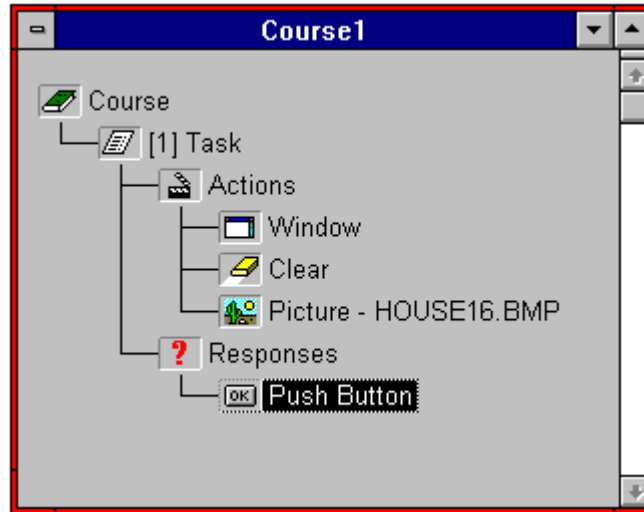 Course1
Course
[1] Task
Actions
Window
Clear
Picture - HOUSE16.BMP
? Responses
OK Push Button